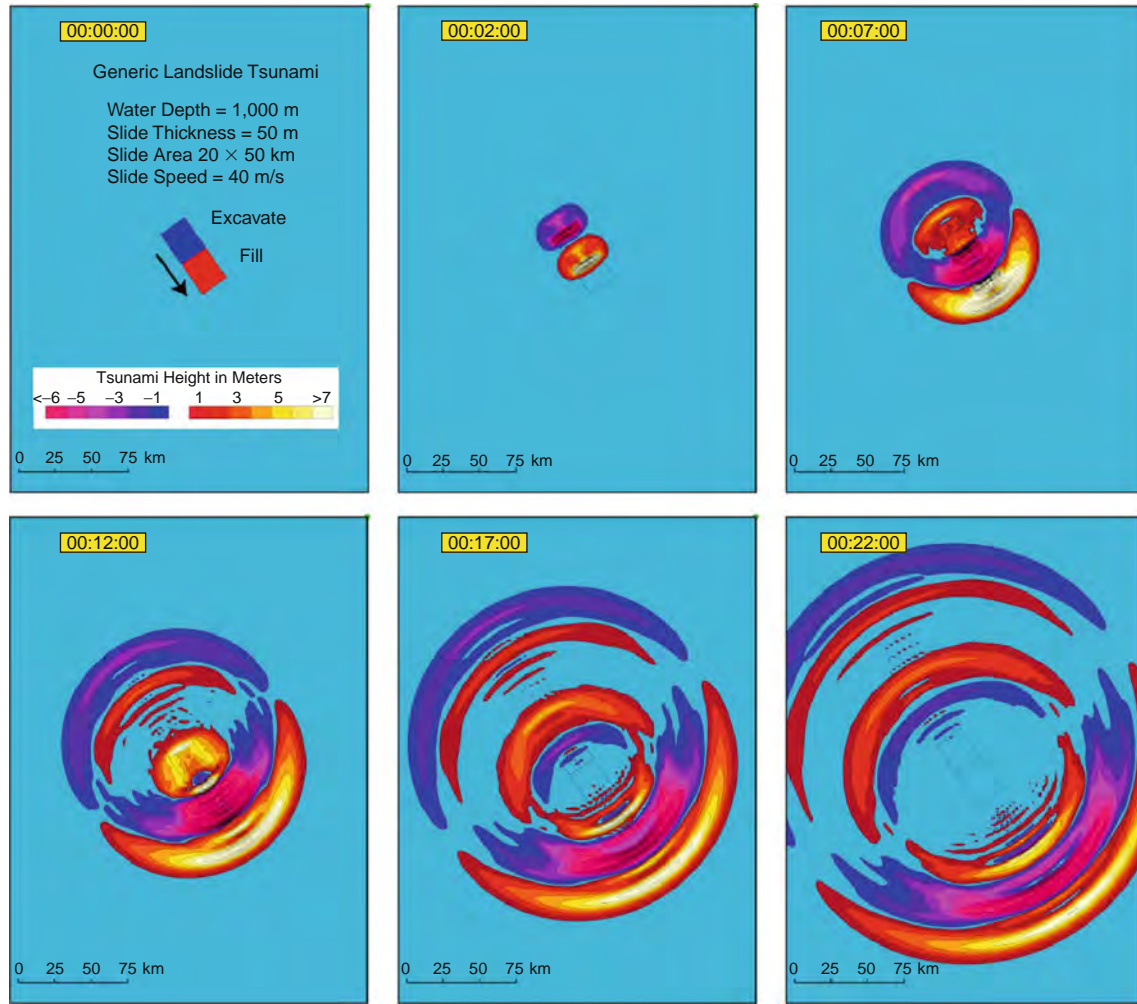 00:00:00
Generic Landslide Tsunami
Water Depth = 1,000 m
Slide Thickness = 50 m
Slide Area 20 × 50 km
Slide Speed = 40 m/s
Excavate
Fill
Tsunami Height in Meters
<–6 –5 –3 –1 1 3 5 >7
0 25 50 75 km
00:02:00
0 25 50 75 km
00:07:00
0 25 50 75 km
00:12:00
0 25 50 75 km
00:17:00
0 25 50 75 km
00:22:00
0 25 50 75 km